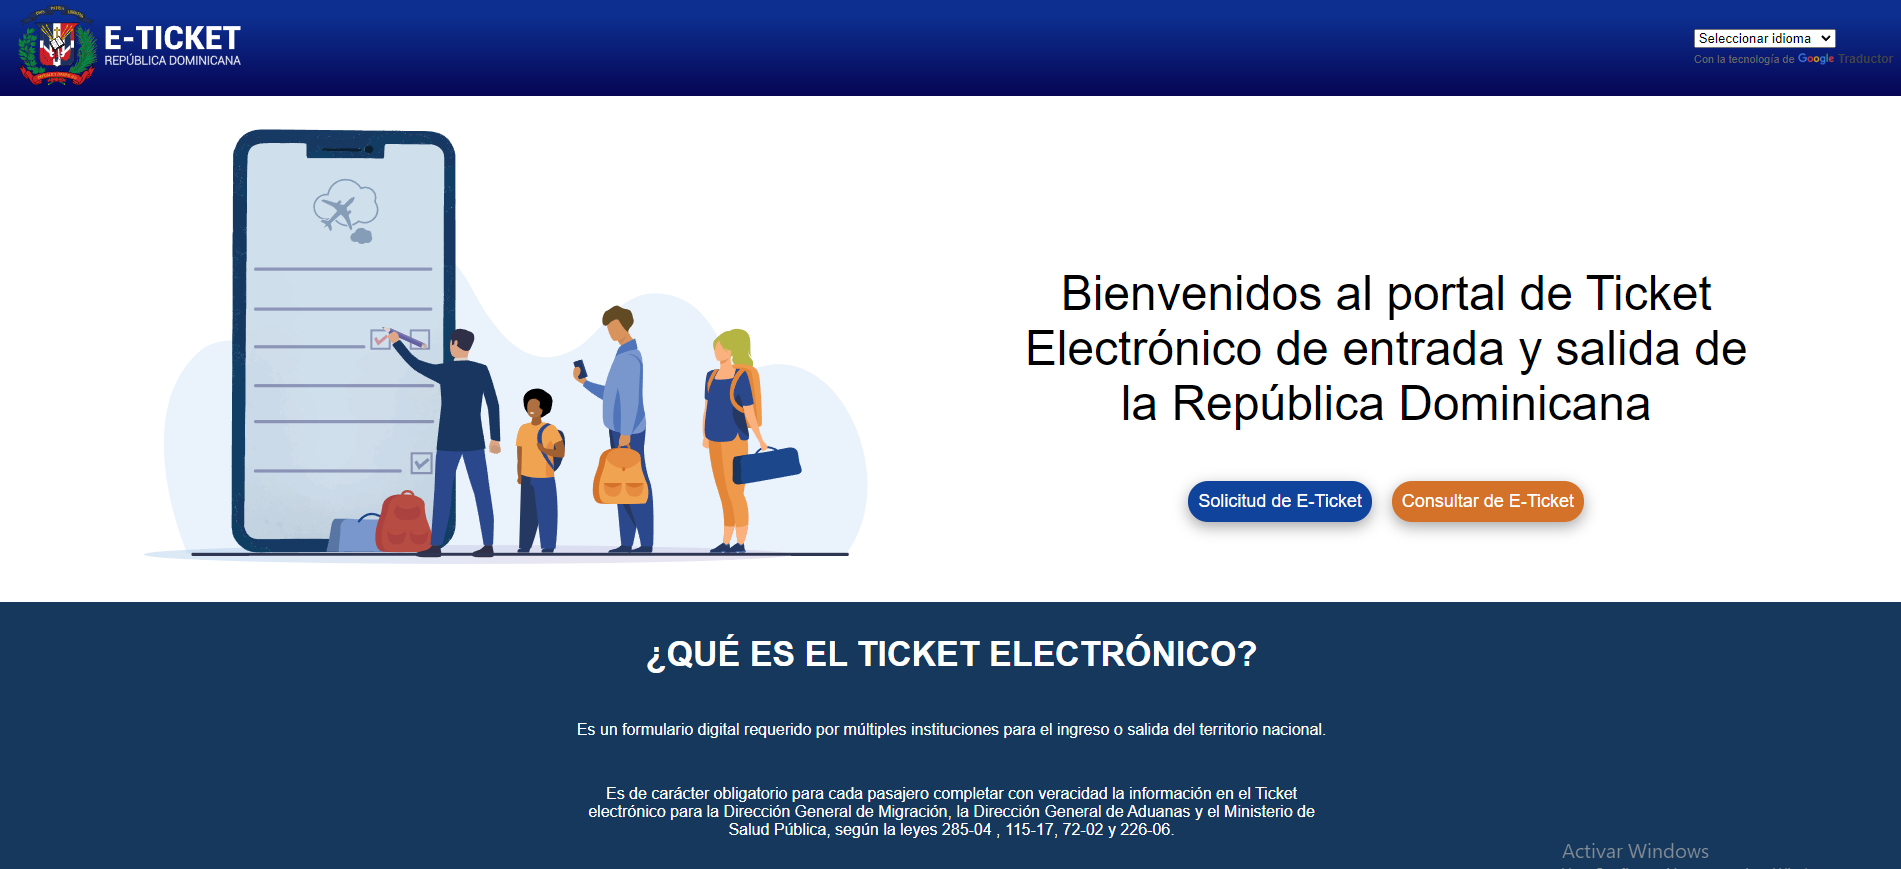 E-TICKET
REPÚBLICA DOMINICANA
Seleccionar idioma
Con la tecnología de Google Traductor
Bienvenidos al portal de Ticket
Electrónico de entrada y salida de
la República Dominicana
Solicitud de E-Ticket
Consultar de E-Ticket
¿QUÉ ES EL TICKET ELECTRÓNICO?
Es un formulario digital requerido por múltiples instituciones para el ingreso o salida del territorio nacional.
Es de carácter obligatorio para cada pasajero completar con veracidad la información en el Ticket
electrónico para la Dirección General de Migración, la Dirección General de Aduanas y el Ministerio de
Salud Pública, según la leyes 285-04 , 115-17, 72-02 y 226-06.
Activar Windows